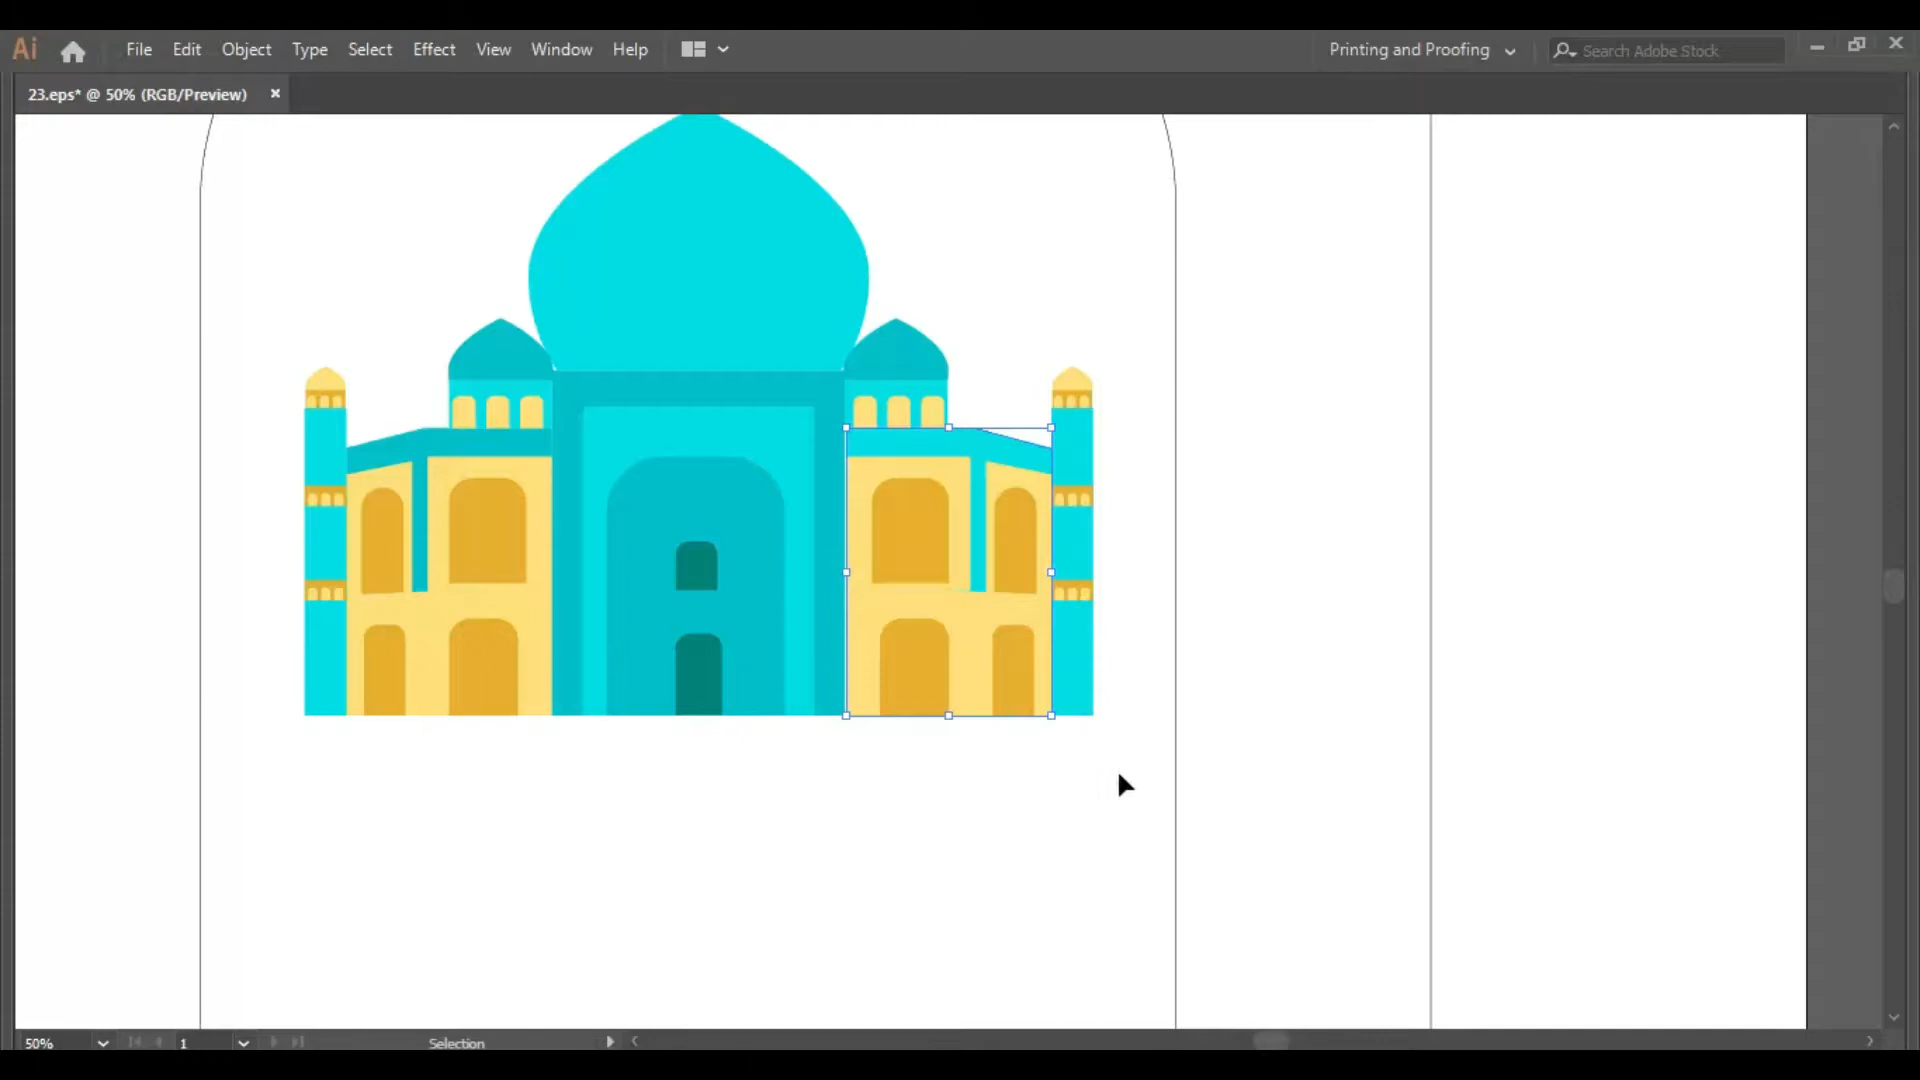 Ai File Edit Object Type Select Effect View Window Help Printing and Proofing Search Adobe Stock
23.eps* @ 50% (RGB/Preview)
50% 1 Selection